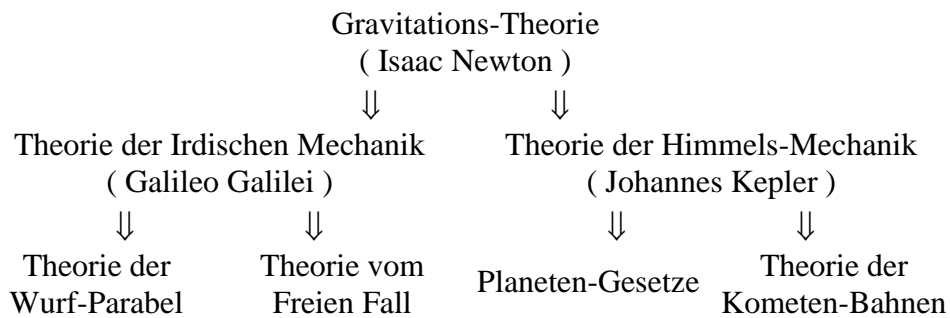 Gravitations-Theorie
( Isaac Newton )
⇓ ⇓
Theorie der Irdischen Mechanik Theorie der Himmels-Mechanik
( Galileo Galilei ) ( Johannes Kepler )
⇓ ⇓ ⇓ ⇓
Theorie der Wurf-Parabel
Theorie vom Freien Fall
Planeten-Gesetze
Theorie der Kometen-Bahnen